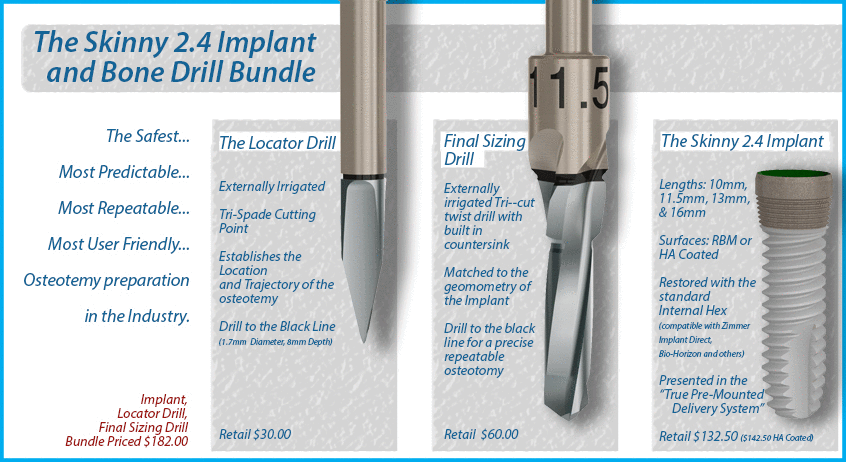 The Skinny 2.4 Implant
and Bone Drill Bundle
The Safest...
Most Predictable...
Most Repeatable...
Most User Friendly...
Osteotemy preparation
in the Industry.
Implant,
Locator Drill,
Final Sizing Drill
Bundle Priced $182.00
The Locator Drill
Externally Irrigated
Tri-Spade Cutting
Point
Establishes the
Location
and Trajectory of the
osteotemy
Drill to the Black Line
(1.7mm Diameter, 8mm Depth)
Retail $30.00
11.5
Final Sizing
Drill
Externally
irrigated Tri--cut
twist drill with
built in
countersink
Matched to the
geomometry of
the Implant
Drill to the black
line for a precise
repeatable
osteotomy
Retail $60.00
The Skinny 2.4 Implant
Lengths: 10mm,
11.5mm, 13mm,
& 16mm
Surfaces: RBM or
HA Coated
Restored with the
standard
Internal Hex
(compatible with Zimmer
Implant Direct,
Bio-Horizon and others)
Presented in the
“True Pre-Mounted
Delivery System”
Retail $132.50 ($142.50 HA Coated)